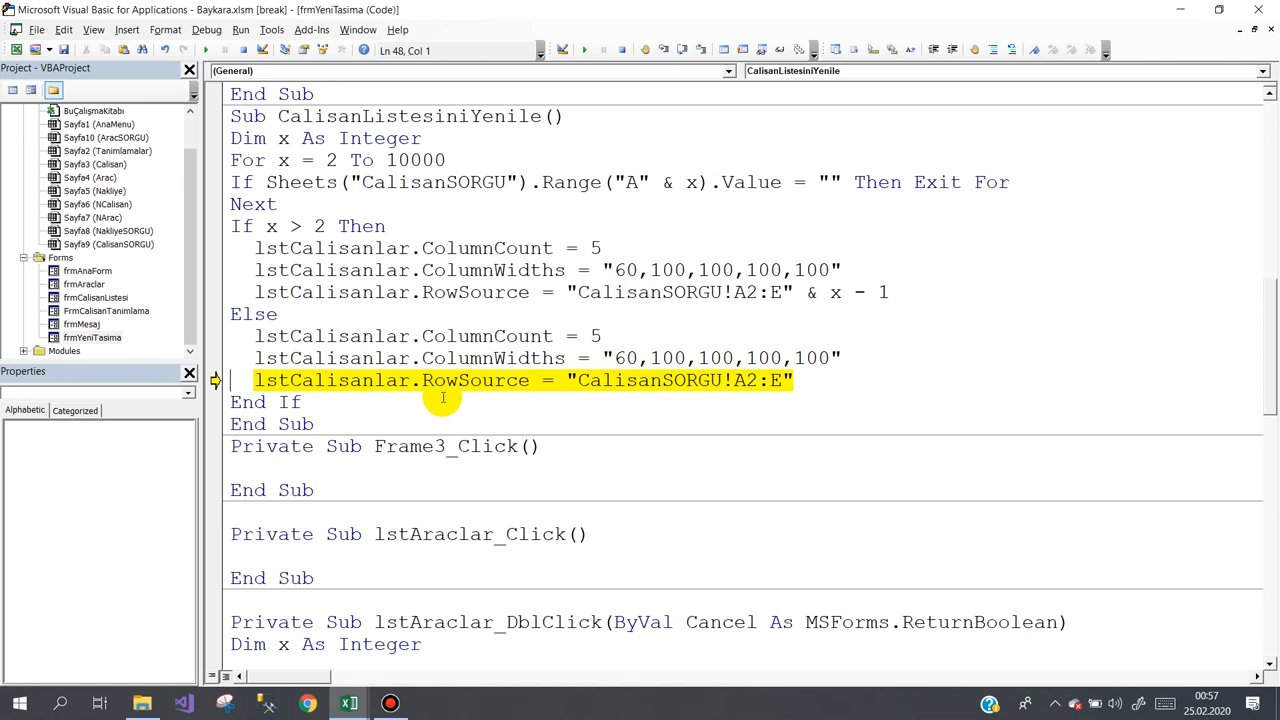 Microsoft Visual Basic for Applications - Baykara.xlsm [break] - [frmYeniTasima (Code)]
File Edit View Insert Format Debug Run Tools Add-Ins Window Help
Ln 48, Col 1
Project - VBAProject
(General)
CalisanListesiniYenile
BuÇalışmaKitabı
Sayfa1 (AnaMenu)
Sayfa10 (AracSORGU)
Sayfa2 (Tanimlamalar)
Sayfa3 (Calisan)
Sayfa4 (Arac)
Sayfa5 (Nakliye)
Sayfa6 (NCalisan)
Sayfa7 (NArac)
Sayfa8 (NakliyeSORGU)
Sayfa9 (CalisanSORGU)
Forms
frmAnaForm
frmAraclar
frmCalisanListesi
FrmCalisanTanimlama
frmMesaj
frmYeniTasima
Modules
Properties
Alphabetic Categorized
End Sub
Sub CalisanListesiniYenile()
Dim x As Integer
For x = 2 To 10000
If Sheets("CalisanSORGU").Range("A" & x).Value = "" Then Exit For
Next
If x > 2 Then
lstCalisanlar.ColumnCount = 5
lstCalisanlar.ColumnWidths = "60,100,100,100,100"
lstCalisanlar.RowSource = "CalisanSORGU!A2:E" & x - 1
Else
lstCalisanlar.ColumnCount = 5
lstCalisanlar.ColumnWidths = "60,100,100,100,100"
lstCalisanlar.RowSource = "CalisanSORGU!A2:E"
End If
End Sub
Private Sub Frame3_Click()
End Sub
Private Sub lstAraclar_Click()
End Sub
Private Sub lstAraclar_DblClick(ByVal Cancel As MSForms.ReturnBoolean)
Dim x As Integer
00:57
25.02.2020